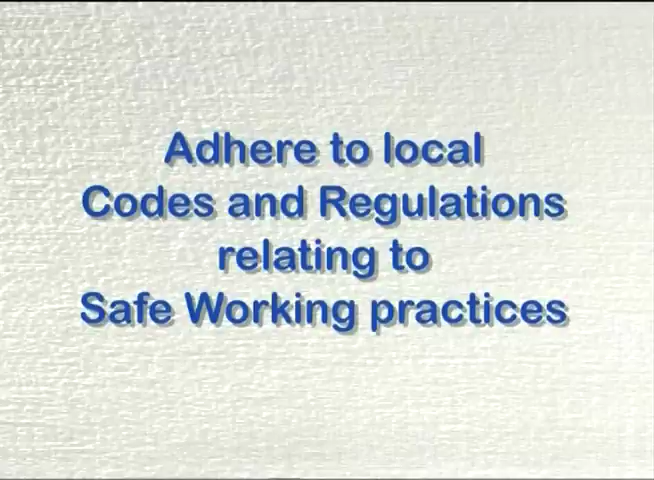 Adhere to local
Codes and Regulations
relating to
Safe Working practices